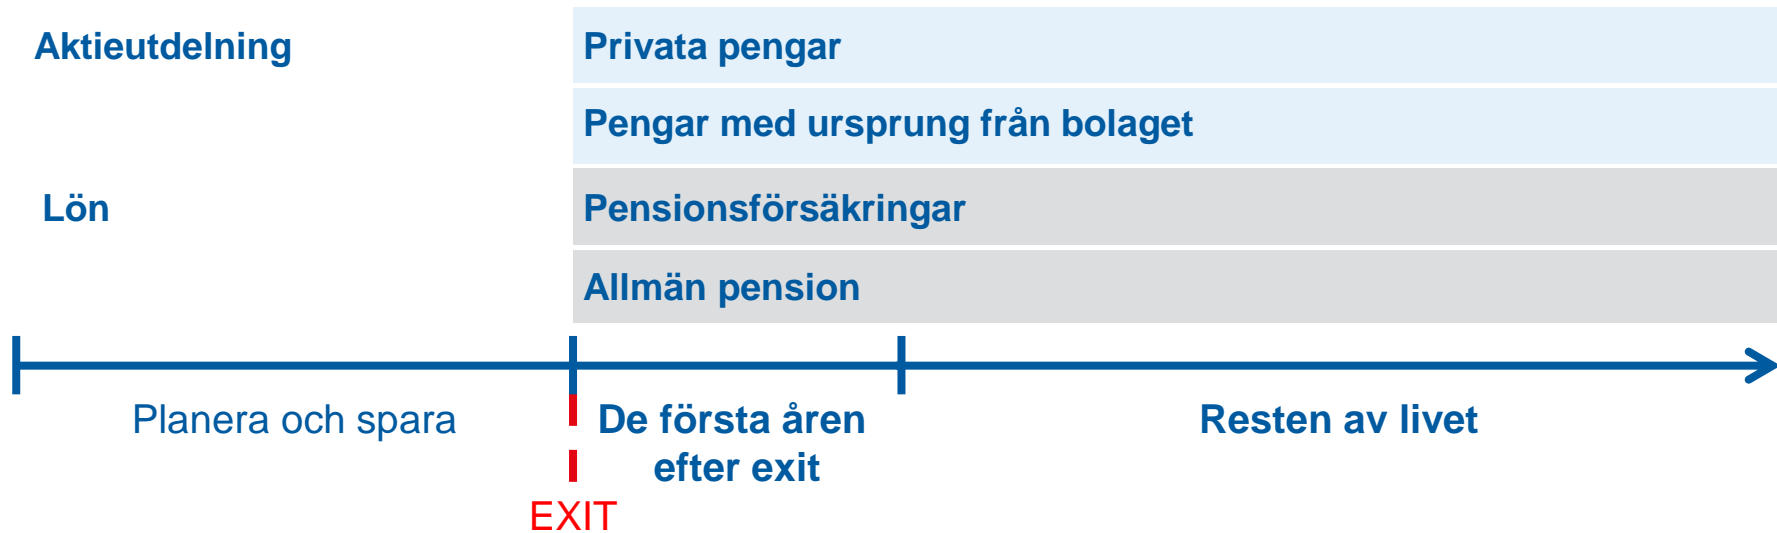 Aktieutdelning
Privata pengar
Pengar med ursprung från bolaget
Lön
Pensionsförsäkringar
Allmän pension
Planera och spara
De första åren
efter exit
Resten av livet
EXIT